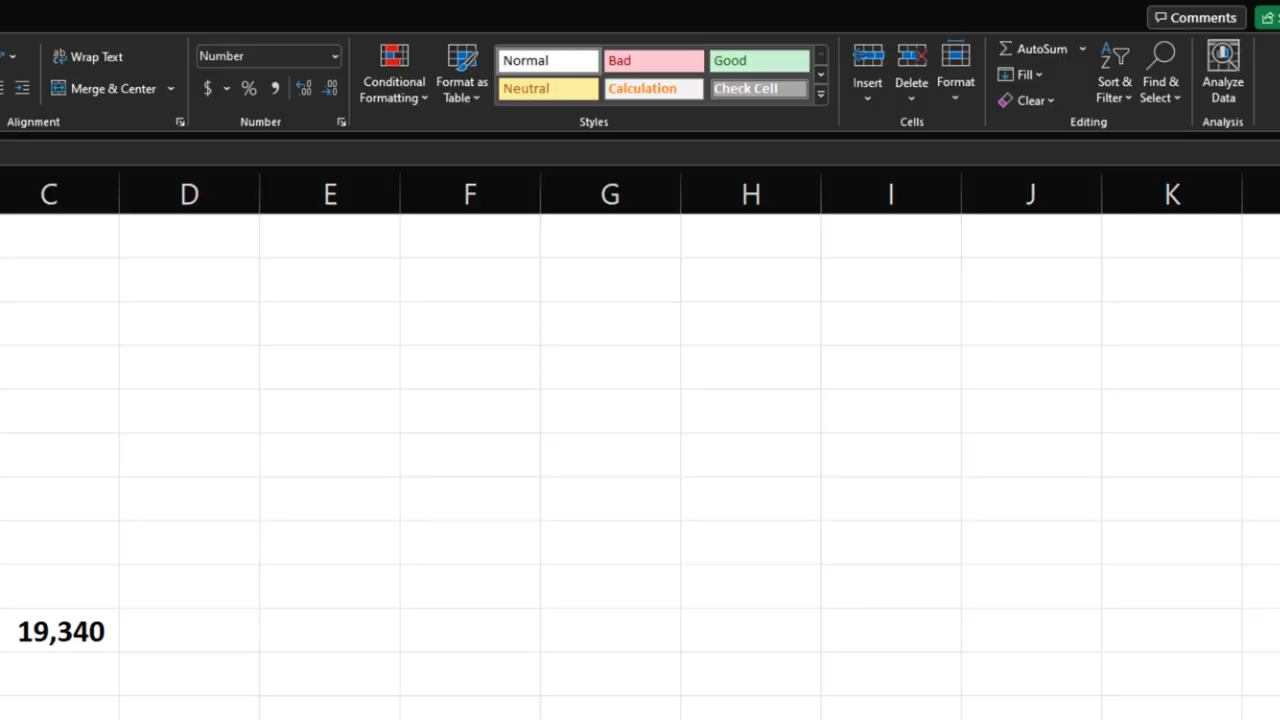 Comments
Wrap Text
Merge & Center
Alignment
Number
$ % 9
Number
Conditional
Formatting
Format as
Table
Normal
Bad
Good
Neutral
Calculation
Check Cell
Styles
Insert
Delete
Format
Cells
AutoSum
Fill
Clear
Sort &
Filter
Find &
Select
Editing
Analyze
Data
Analysis
C D E F G H I J K
19,340